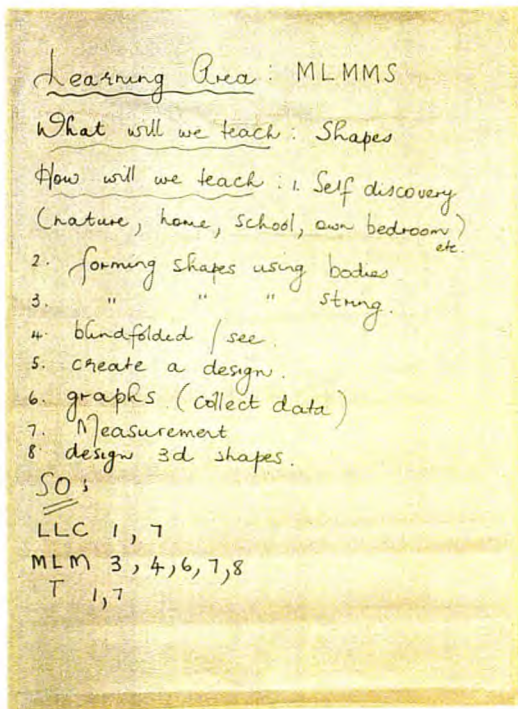 Learning Area : MLMMS
What will we teach : Shapes
How will we teach : 1. Self discovery
(nature, home, school, own bedroom)
etc.
2. forming shapes using bodies.
3. " " " string.
4. blindfolded / see.
5. create a design.
6. graphs. (collect data)
7. Measurement
8 design 3d shapes.
SO :
LLC 1, 7
MLM 3, 4, 6, 7, 8
T 1, 7